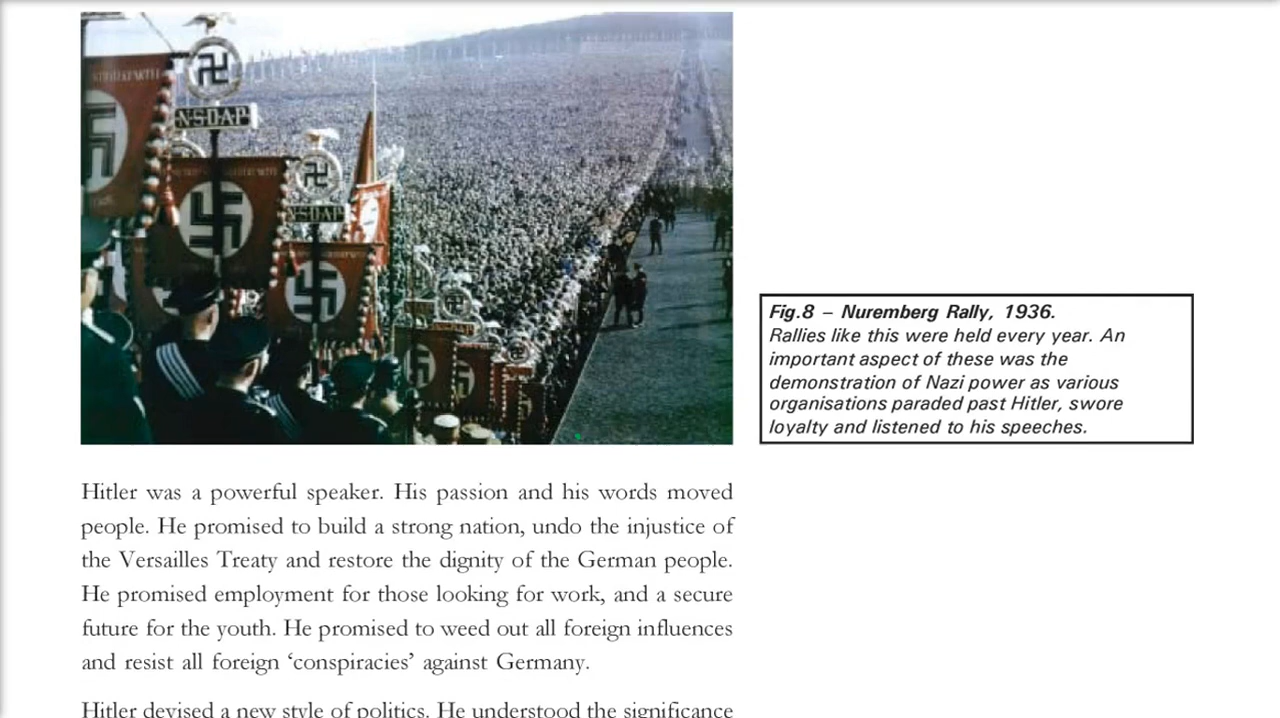 NSDAP
NSDAP
Fig.8 – Nuremberg Rally, 1936.
Rallies like this were held every year. An
important aspect of these was the
demonstration of Nazi power as various
organisations paraded past Hitler, swore
loyalty and listened to his speeches.
Hitler was a powerful speaker. His passion and his words moved
people. He promised to build a strong nation, undo the injustice of
the Versailles Treaty and restore the dignity of the German people.
He promised employment for those looking for work, and a secure
future for the youth. He promised to weed out all foreign influences
and resist all foreign ‘conspiracies’ against Germany.
Hitler devised a new style of politics. He understood the significance